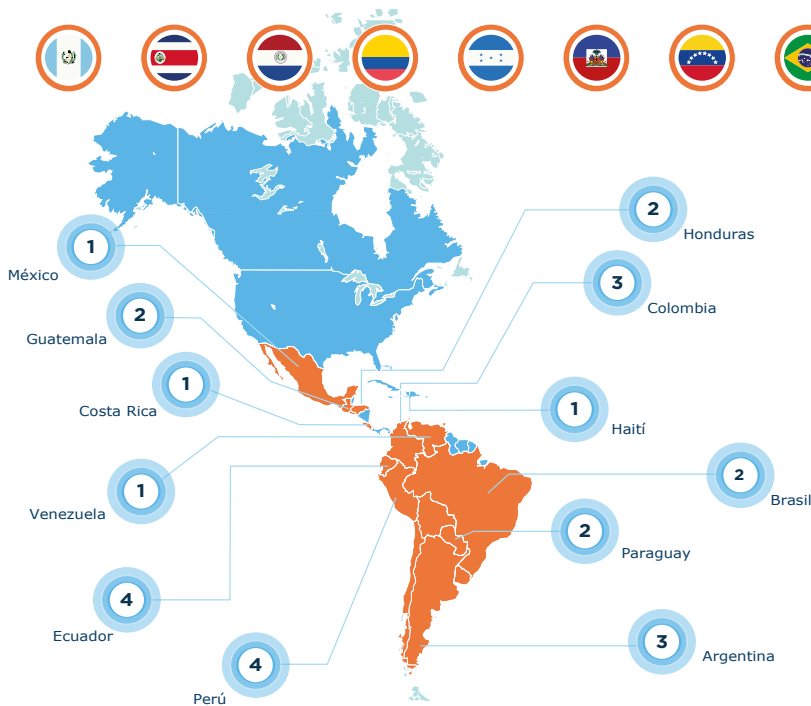 2
Honduras
1
México
3
Colombia
2
Guatemala
1
Costa Rica
1
Haití
2
Brasil
1
Venezuela
2
Paraguay
4
Ecuador
3
Argentina
4
Perú